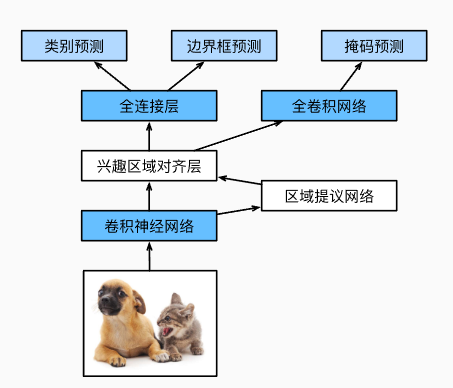 类别预测
边界框预测
掩码预测
全连接层
全卷积网络
兴趣区域对齐层
区域提议网络
卷积神经网络